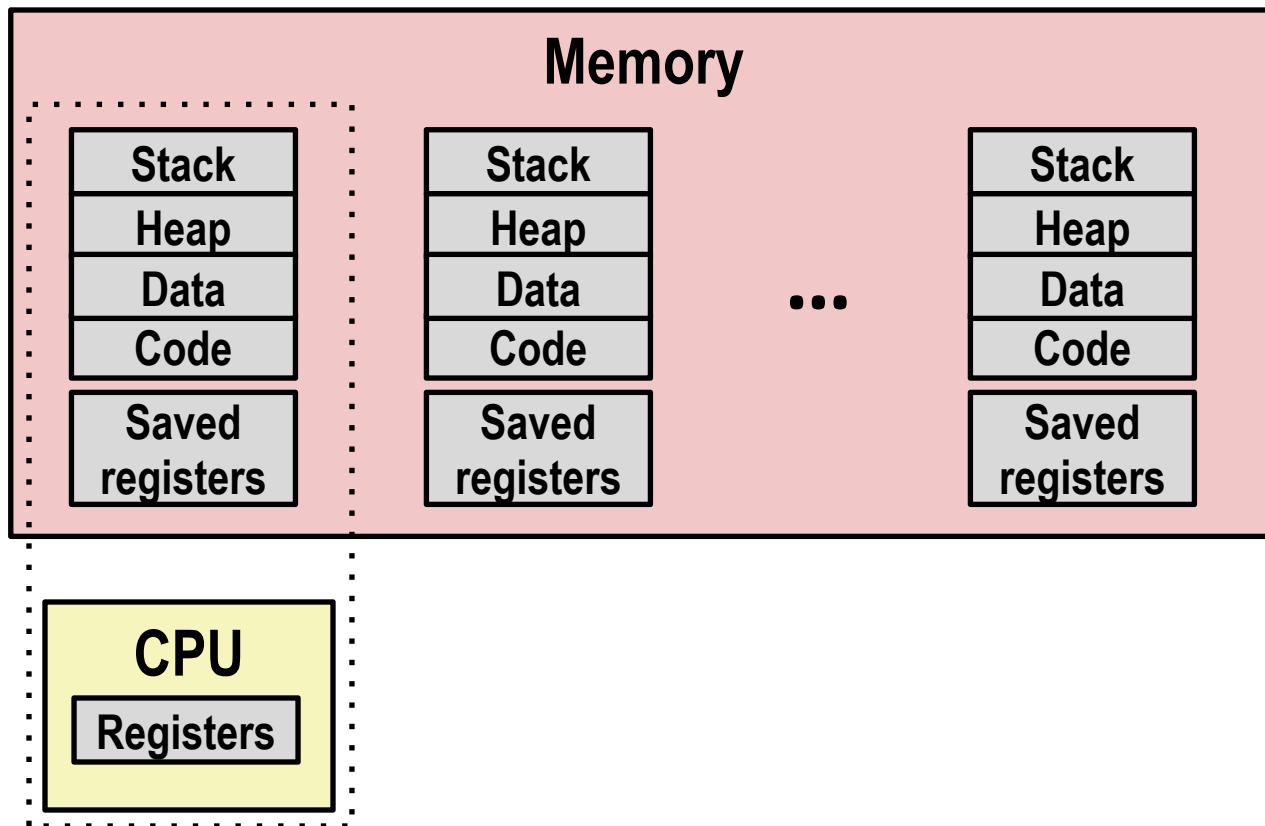 Memory
Stack
Heap
Data
Code
Saved
registers
Stack
Heap
Data
Code
Saved
registers
...
Stack
Heap
Data
Code
Saved
registers
CPU
Registers